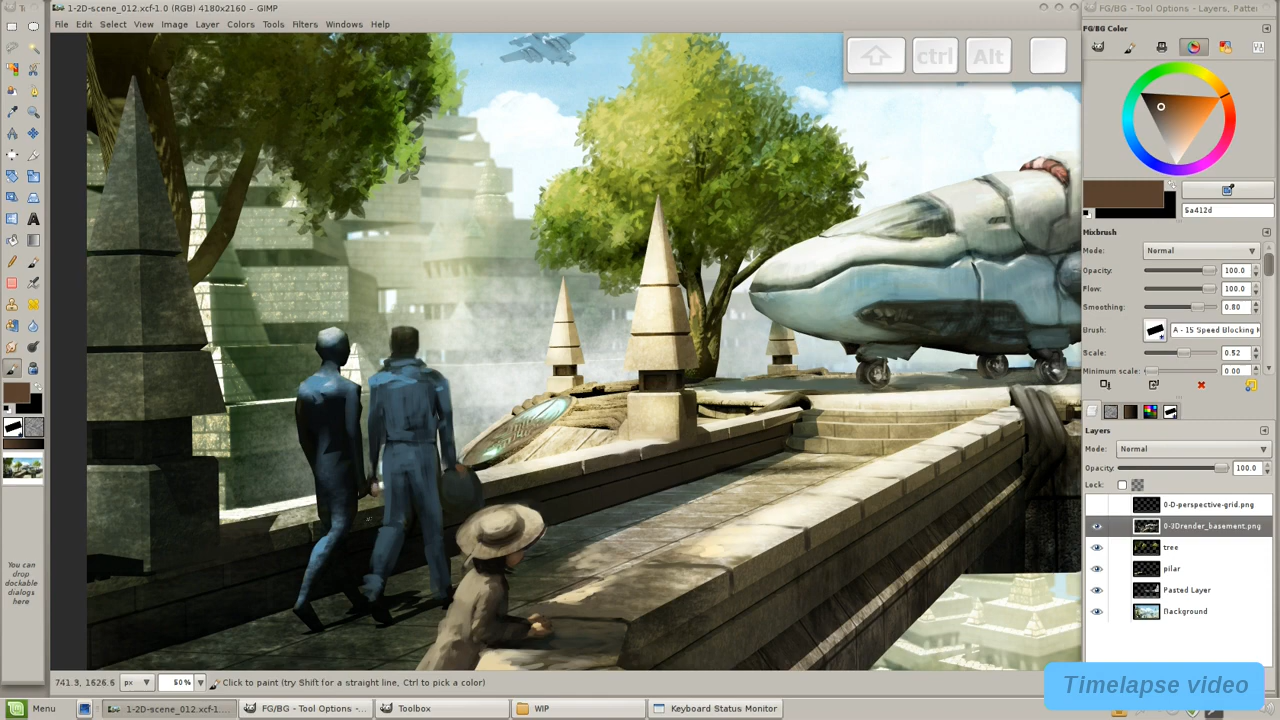 1-2D-scene_012.xcf-1.0 (RGB) 4180x2160 – GIMP
FG/BG - Tool Options - Layers, Patter
File Edit Select View Image Layer Colors Tools Filters Windows Help
ctrl Alt
FG/BG Color
5a412d
Mixbrush
Mode: Normal
Opacity: 100.0
Flow: 100.0
Smoothing: 0.80
Brush: A - 15 Speed Blocking
Scale: 0.52
Minimum scale: 0.00
Layers
Mode: Normal
Opacity: 100.0
Lock:
0-D-perspective-grid.png
0-3Drender_basement.png
tree
pilar
Pasted Layer
Background
You can
drop
dockable
dialogs
here
741.3, 1626.6 px 50% Click to paint (try Shift for a straight line, Ctrl to pick a color)
Timelapse video
Menu 1-2D-scene_012.xcf-1.... FG/BG - Tool Options -... Toolbox WIP Keyboard Status Monitor